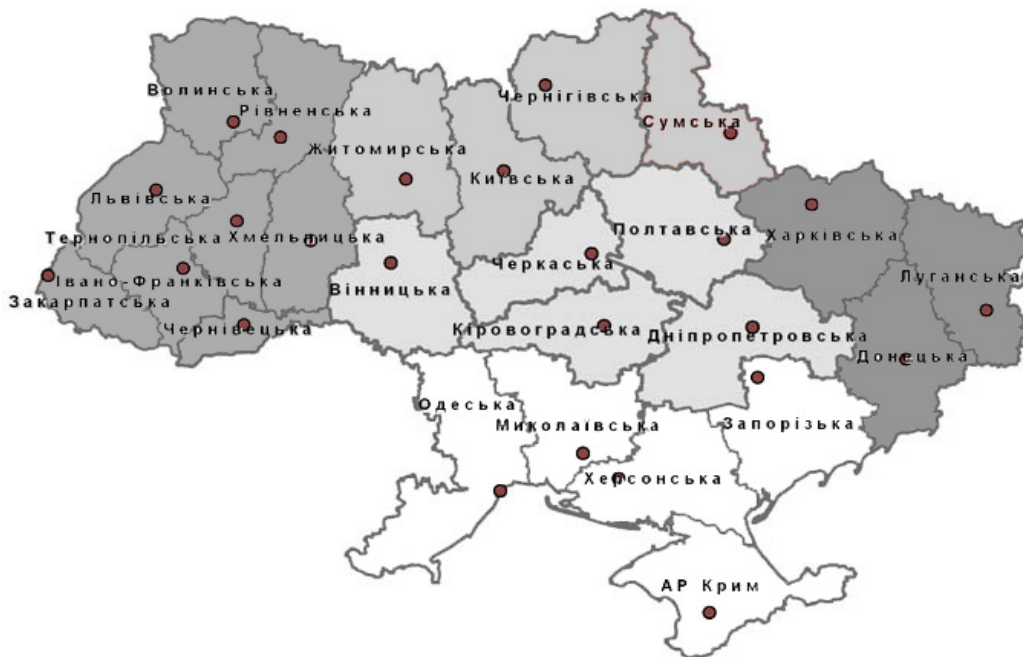 Волинська
Рівненська
Чернігівська
Сумська
Житомирська
Київська
Львівська
Тернопільська
Хмельницька
Полтавська
Харківська
Івано-Франківська
Закарпатська
Вінницька
Черкаська
Луганська
Чернівецька
Кіровоградська
Дніпропетровська
Донецька
Одеська
Миколаївська
Запорізька
Херсонська
АР Крим